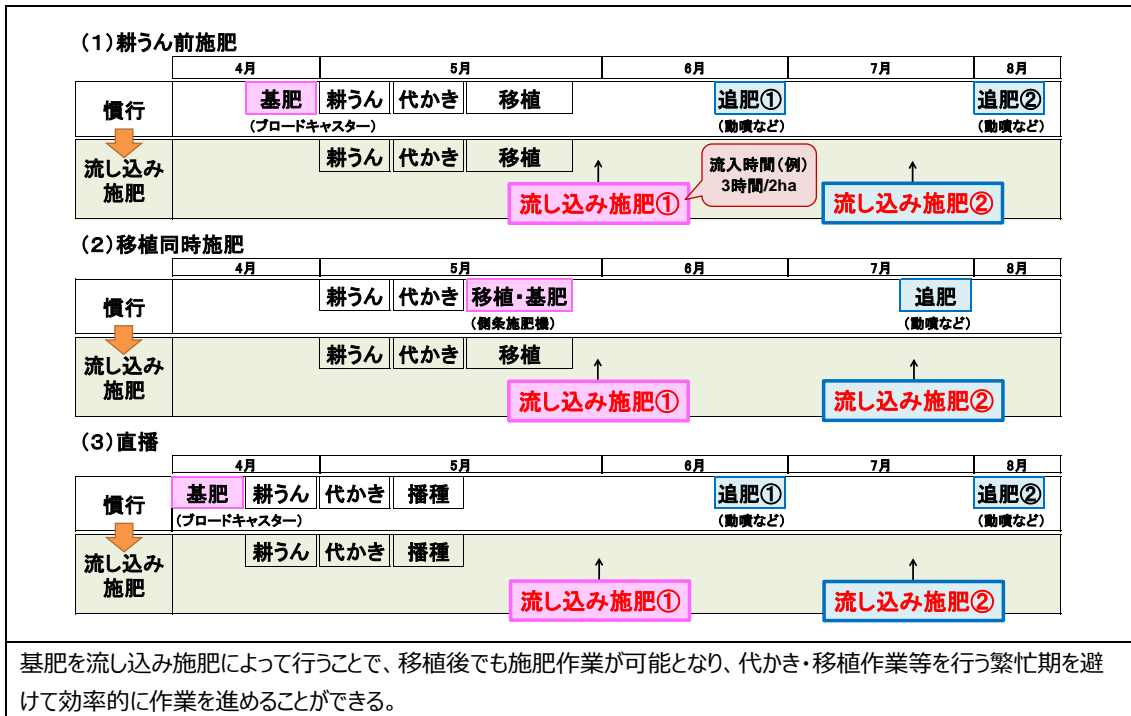 (1)耕うん前施肥
4月 5月 6月 7月 8月
慣行 基肥 耕うん 代かき 移植 追肥① 追肥②
(ブロードキャスター) (動噴など) (動噴など)
流し込み施肥 耕うん 代かき 移植
流入時間(例)
3時間/2ha
流し込み施肥① 流し込み施肥②
(2)移植同時施肥
4月 5月 6月 7月 8月
慣行 耕うん 代かき 移植・基肥 追肥
(側条施肥機) (動噴など)
流し込み施肥 耕うん 代かき 移植
流し込み施肥① 流し込み施肥②
(3)直播
4月 5月 6月 7月 8月
慣行 基肥 耕うん 代かき 播種 追肥① 追肥②
(ブロードキャスター) (動噴など) (動噴など)
流し込み施肥 耕うん 代かき 播種
流し込み施肥① 流し込み施肥②
基肥を流し込み施肥によって行うことで、移植後でも施肥作業が可能となり、代かき・移植作業等を行う繁忙期を避
けて効率的に作業を進めることができる。